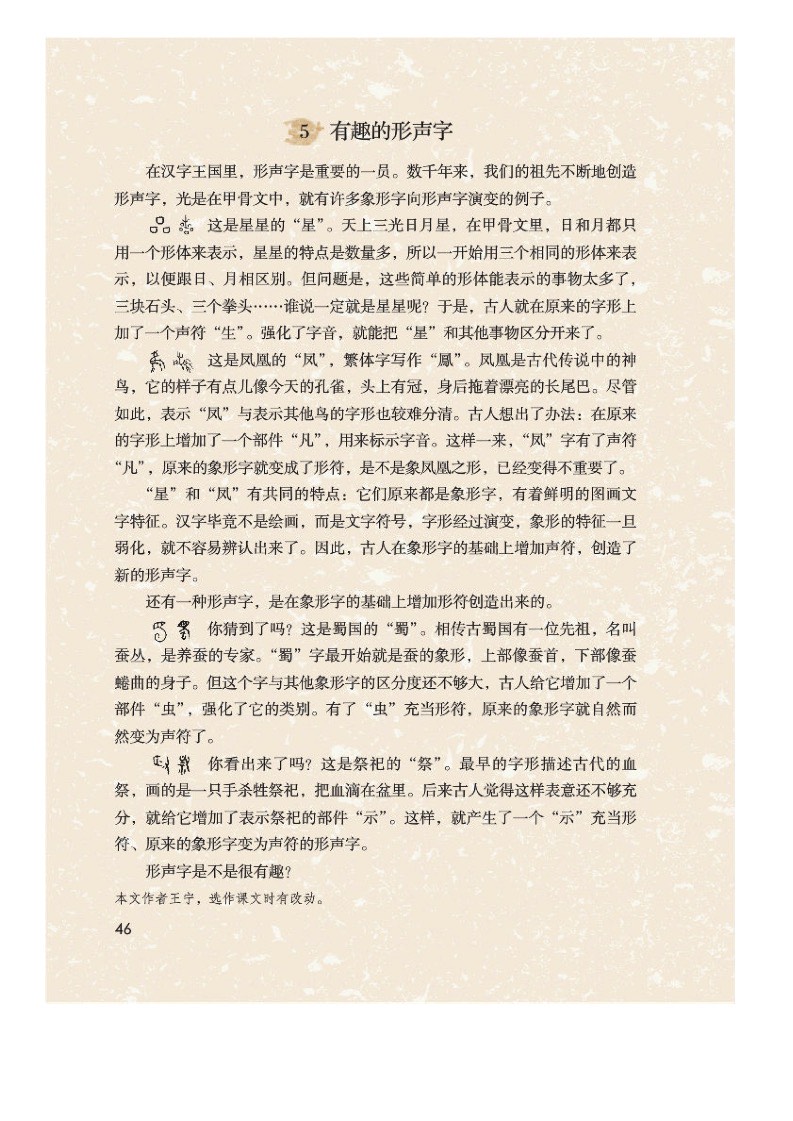 5 有趣的形声字
在汉字王国里，形声字是重要的一员。数千年来，我们的祖先不断地创造
形声字，光是在甲骨文中，就有许多象形字向形声字演变的例子。
这是星星的“星”。天上三光日月星，在甲骨文里，日和月都只
用一个形体来表示，星星的特点是数量多，所以一开始用三个相同的形体来表
示，以便跟日、月相区别。但问题是，这些简单的形体能表示的事物太多了，
三块石头、三个拳头……谁说一定就是星星呢？于是，古人就在原来的字形上
加了一个声符“生”。强化了字音，就能把“星”和其他事物区分开来了。
这是凤凰的“凤”，繁体字写作“鳳”。凤凰是古代传说中的神
鸟，它的样子有点儿像今天的孔雀，头上有冠，身后拖着漂亮的长尾巴。尽管
如此，表示“凤”与表示其他鸟的字形也较难分清。古人想出了办法：在原来
的字形上增加了一个部件“凡”，用来标示字音。这样一来，“凤”字有了声符
“凡”，原来的象形字就变成了形符，是不是象凤凰之形，已经变得不重要了。
“星”和“凤”有共同的特点：它们原来都是象形字，有着鲜明的图画文
字特征。汉字毕竟不是绘画，而是文字符号，字形经过演变，象形的特征一旦
弱化，就不容易辨认出来了。因此，古人在象形字的基础上增加声符，创造了
新的形声字。
还有一种形声字，是在象形字的基础上增加形符创造出来的。
你猜到了吗？这是蜀国的“蜀”。相传古蜀国有一位先祖，名叫
蚕丛，是养蚕的专家。“蜀”字最开始就是蚕的象形，上部像蚕首，下部像蚕
蜷曲的身子。但这个字与其他象形字的区分度还不够大，古人给它增加了一个
部件“虫”，强化了它的类别。有了“虫”充当形符，原来的象形字就自然而
然变为声符了。
你看出来了吗？这是祭祀的“祭”。最早的字形描述古代的血
祭，画的是一只手杀牲祭祀，把血滴在盆里。后来古人觉得这样表意还不够充
分，就给它增加了表示祭祀的部件“示”。这样，就产生了一个“示”充当形
符、原来的象形字变为声符的形声字。
形声字是不是很有趣？
本文作者王宁，选作课文时有改动。
46